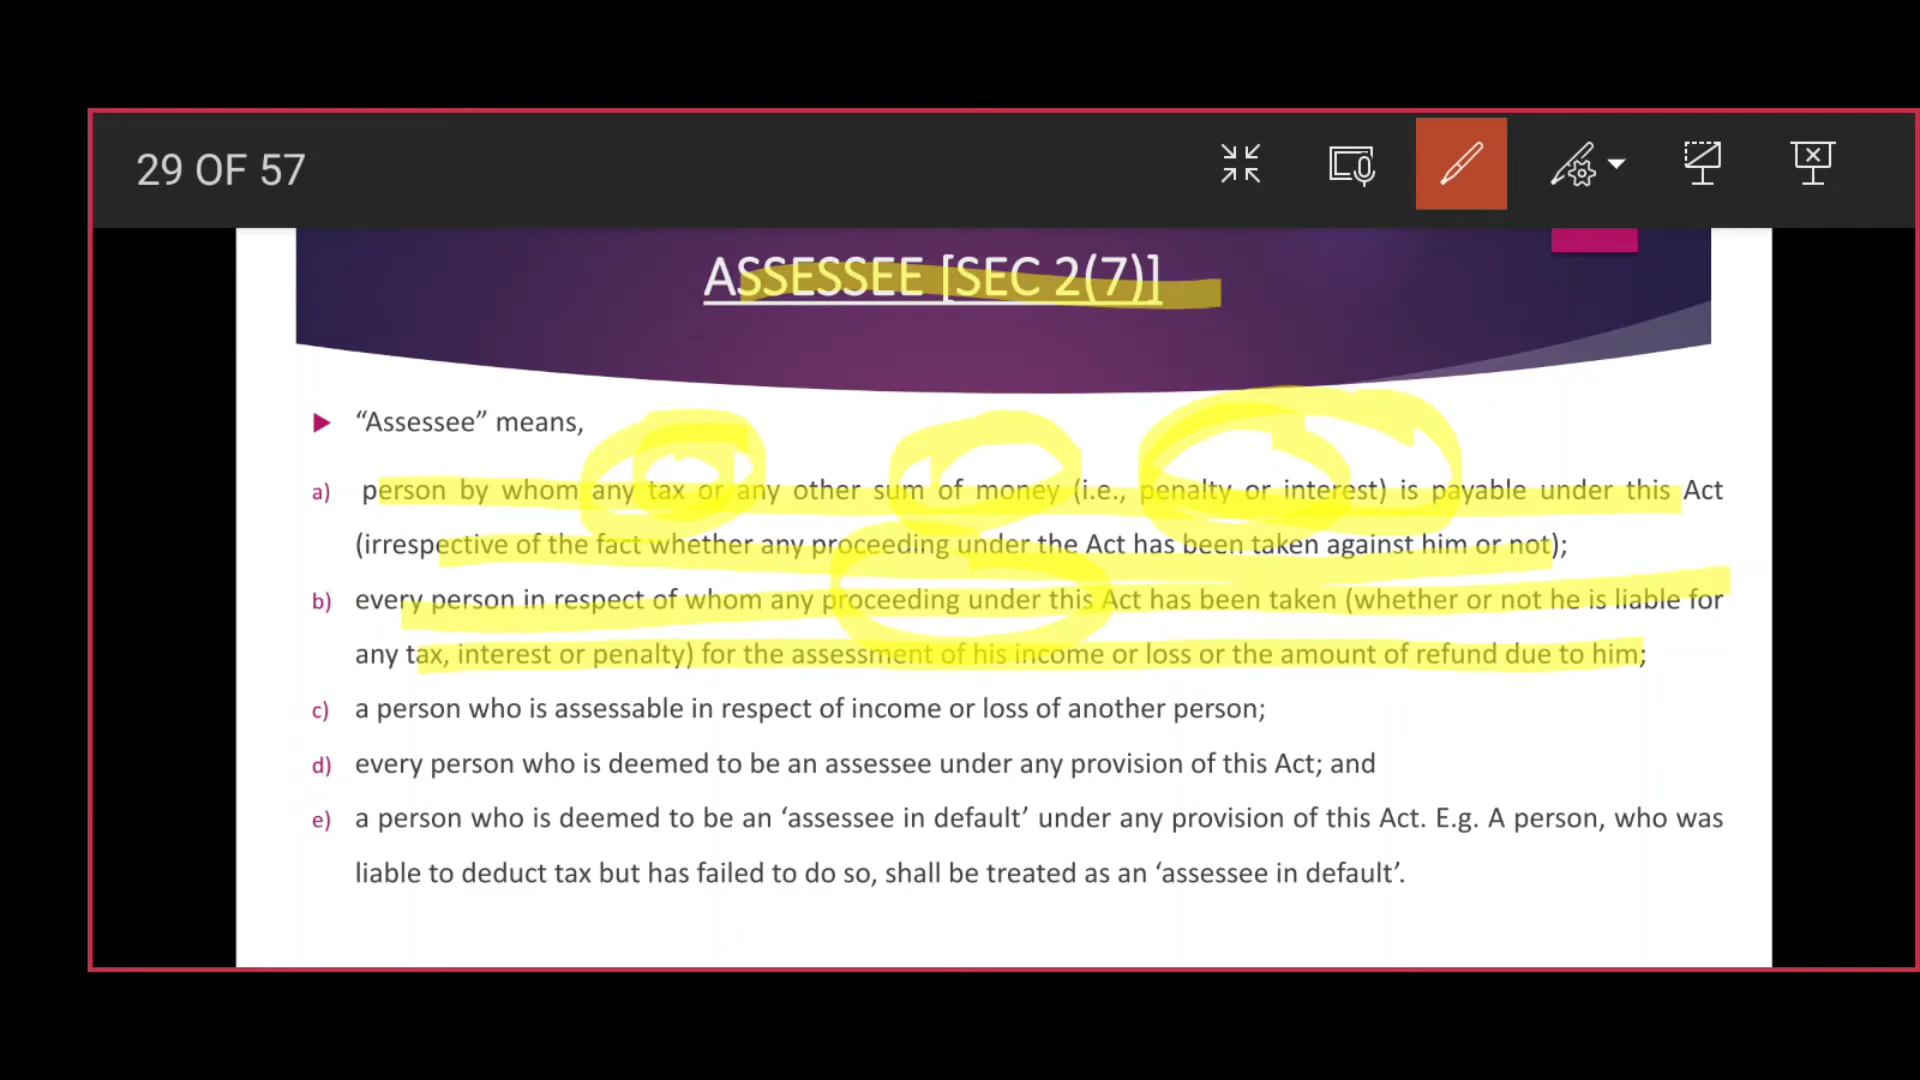 29 OF 57
ASSESSEE [SEC 2(7)]
“Assessee” means,
a) person by whom any tax or any other sum of money (i.e., penalty or interest) is payable under this Act
(irrespective of the fact whether any proceeding under the Act has been taken against him or not);
b) every person in respect of whom any proceeding under this Act has been taken (whether or not he is liable for
any tax, interest or penalty) for the assessment of his income or loss or the amount of refund due to him;
c) a person who is assessable in respect of income or loss of another person;
d) every person who is deemed to be an assessee under any provision of this Act; and
e) a person who is deemed to be an ‘assessee in default’ under any provision of this Act. E.g. A person, who was
liable to deduct tax but has failed to do so, shall be treated as an ‘assessee in default’.